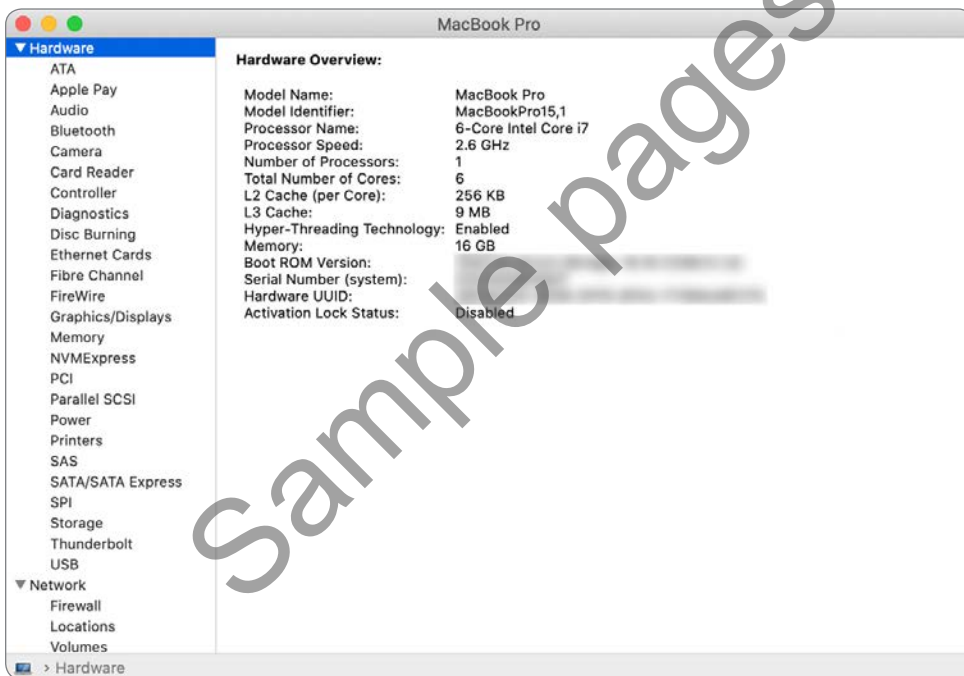 MacBook Pro
Hardware
ATA
Apple Pay
Audio
Bluetooth
Camera
Card Reader
Controller
Diagnostics
Disc Burning
Ethernet Cards
Fibre Channel
FireWire
Graphics/Displays
Memory
NVMExpress
PCI
Parallel SCSI
Power
Printers
SAS
SATA/SATA Express
SPI
Storage
Thunderbolt
USB
Network
Firewall
Locations
Volumes
Hardware Overview:
Model Name: MacBook Pro
Model Identifier: MacBookPro15,1
Processor Name: 6-Core Intel Core i7
Processor Speed: 2.6 GHz
Number of Processors: 1
Total Number of Cores: 6
L2 Cache (per Core): 256 KB
L3 Cache: 9 MB
Hyper-Threading Technology: Enabled
Memory: 16 GB
Boot ROM Version:
Serial Number (system):
Hardware UUID:
Activation Lock Status: Disabled
› Hardware
Sample pages